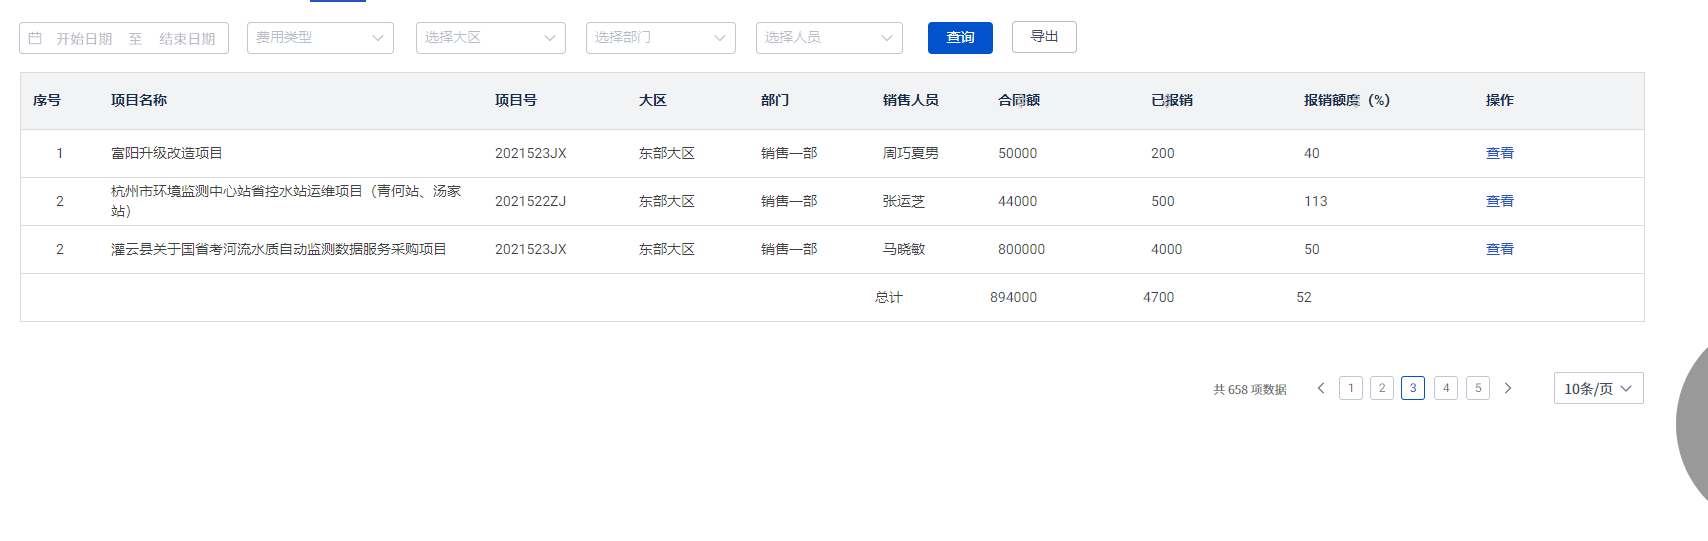 开始日期 至 结束日期 费用类型 选择大区 选择部门 选择人员 查询 导出
序号 项目名称 项目号 大区 部门 销售人员 合同额 已报销 报销额度（%） 操作
1 富阳升级改造项目 2021523JX 东部大区 销售一部 周巧夏男 50000 200 40 查看
2 杭州市环境监测中心站省控水站运维项目（青何站、汤家站） 2021522ZJ 东部大区 销售一部 张运芝 44000 500 113 查看
2 灌云县关于国省考河流水质自动监测数据服务采购项目 2021523JX 东部大区 销售一部 马晓敏 800000 4000 50 查看
总计 894000 4700 52
共 658 项数据 1 2 3 4 5 10条/页